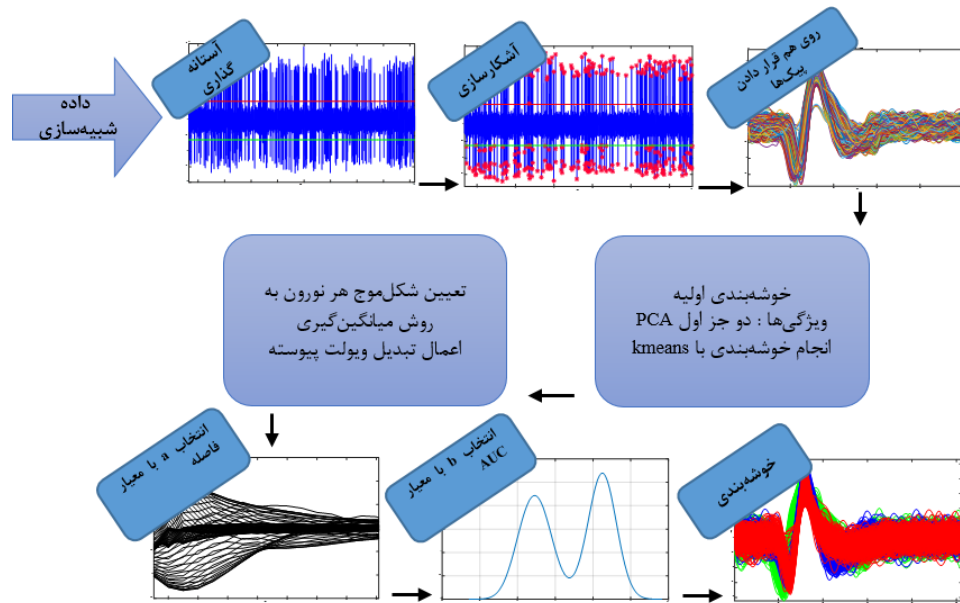 داده
شبیه‌سازی
آستانه
گذاری
آشکارسازی
روی هم قرار دادن
پیک‌ها
خوشه‌بندی اولیه
ویژگی‌ها : دو جز اول PCA
انجام خوشه‌بندی با kmeans
تعیین شکل‌موج هر نورون به
روش میانگین‌گیری
اعمال تبدیل ویولت پیوسته
انتخاب a با معیار
فاصله
انتخاب b با معیار
AUC
خوشه‌بندی